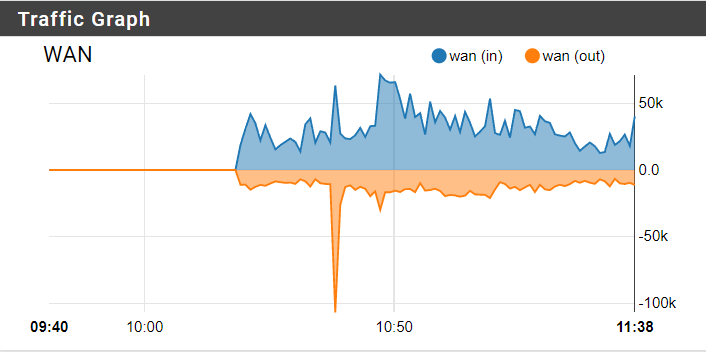 Traffic Graph
WAN
wan (in) wan (out)
50k
0.0
-50k
-100k
09:40 10:00 10:50 11:38